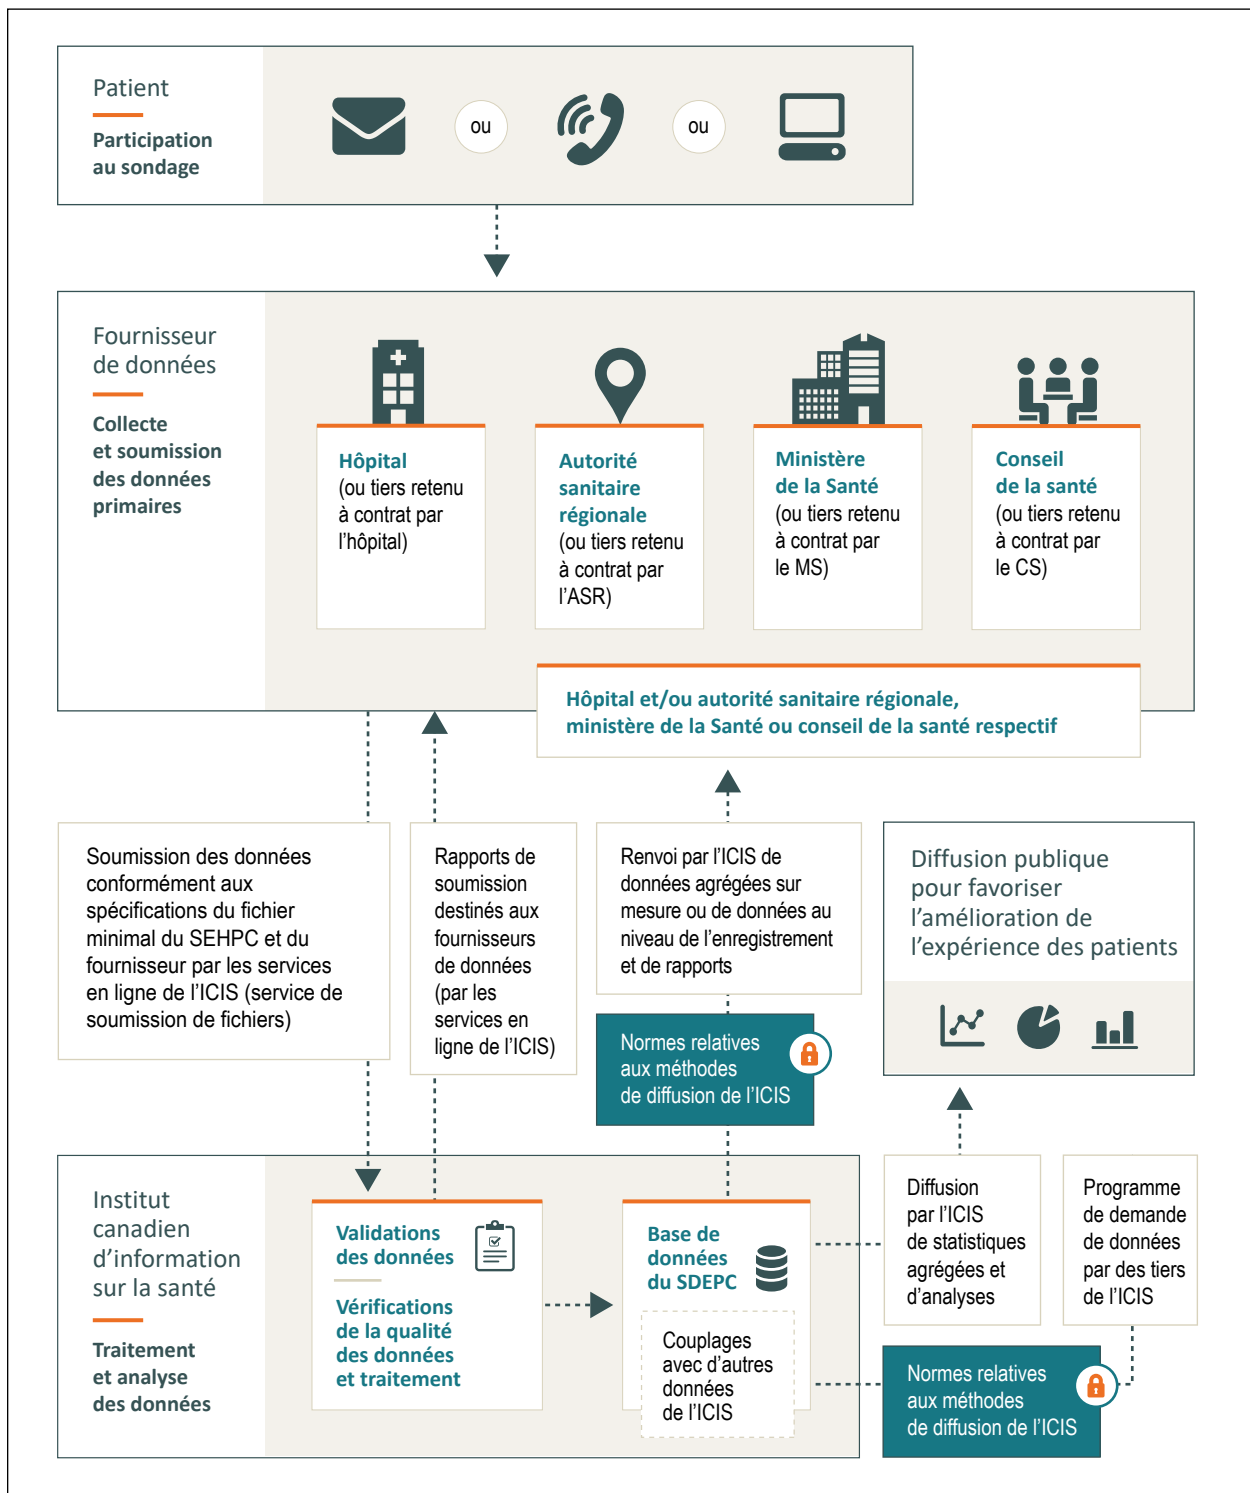 Patient
Participation
au sondage
ou
ou
Fournisseur
de données
Collecte
et soumission
des données
primaires
Hôpital
(ou tiers retenu
à contrat par
l’hôpital)
Autorité
sanitaire
régionale
(ou tiers retenu
à contrat par
l’ASR)
Ministère
de la Santé
(ou tiers retenu
à contrat par
le MS)
Conseil
de la santé
(ou tiers retenu
à contrat par
le CS)
Hôpital et/ou autorité sanitaire régionale,
ministère de la Santé ou conseil de la santé respectif
Soumission des données
conformément aux
spécifications du fichier
minimal du SEHPC et du
fournisseur par les services
en ligne de l’ICIS (service de
soumission de fichiers)
Rapports de
soumission
destinés aux
fournisseurs
de données
(par les
services en
ligne de l’ICIS)
Renvoi par l’ICIS de
données agrégées sur
mesure ou de données au
niveau de l’enregistrement
et de rapports
Normes relatives
aux méthodes
de diffusion de l’ICIS
Diffusion publique
pour favoriser
l’amélioration de
l’expérience des patients
Institut
canadien
d’information
sur la santé
Traitement
et analyse
des données
Validations
des données
Vérifications
de la qualité
des données
et traitement
Base de
données
du SDEPC
Couplages
avec d’autres
données
de l’ICIS
Diffusion
par l’ICIS
de statistiques
agrégées et
d’analyses
Programme
de demande
de données
par des tiers
de l’ICIS
Normes relatives
aux méthodes
de diffusion de l’ICIS